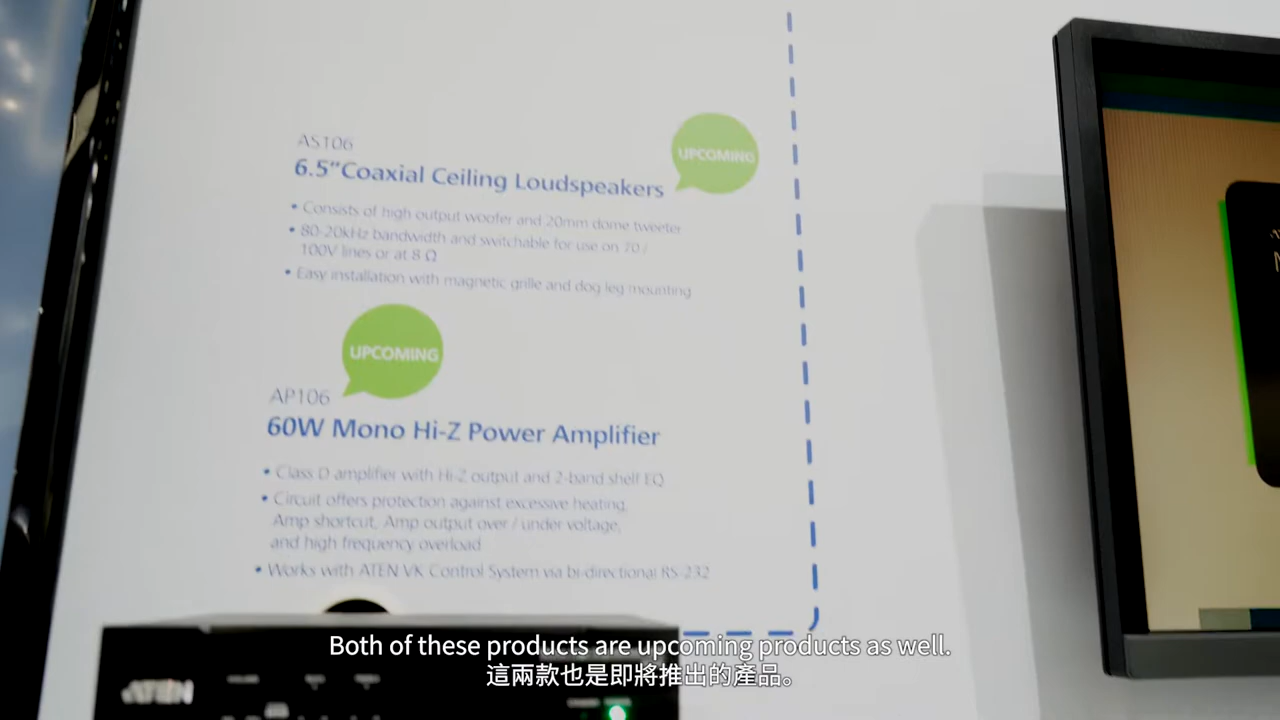 AS106
6.5”Coaxial Ceiling Loudspeakers
UPCOMING
• Consists of high output woofer and 20mm dome tweeter
• 80-20kHz bandwidth and switchable for use on 70 /
100V lines or at 8 Ω
• Easy installation with magnetic grille and dog leg mounting
UPCOMING
AP106
60W Mono Hi-Z Power Amplifier
• Class D amplifier with Hi-Z output and 2-band shelf EQ
• Circuit offers protection against excessive heating,
Amp shortcut, Amp output over / under voltage,
and high frequency overload
• Works with ATEN VK Control System via bi-directional RS-232
ATEN
Both of these products are upcoming products as well.
這兩款也是即將推出的產品。